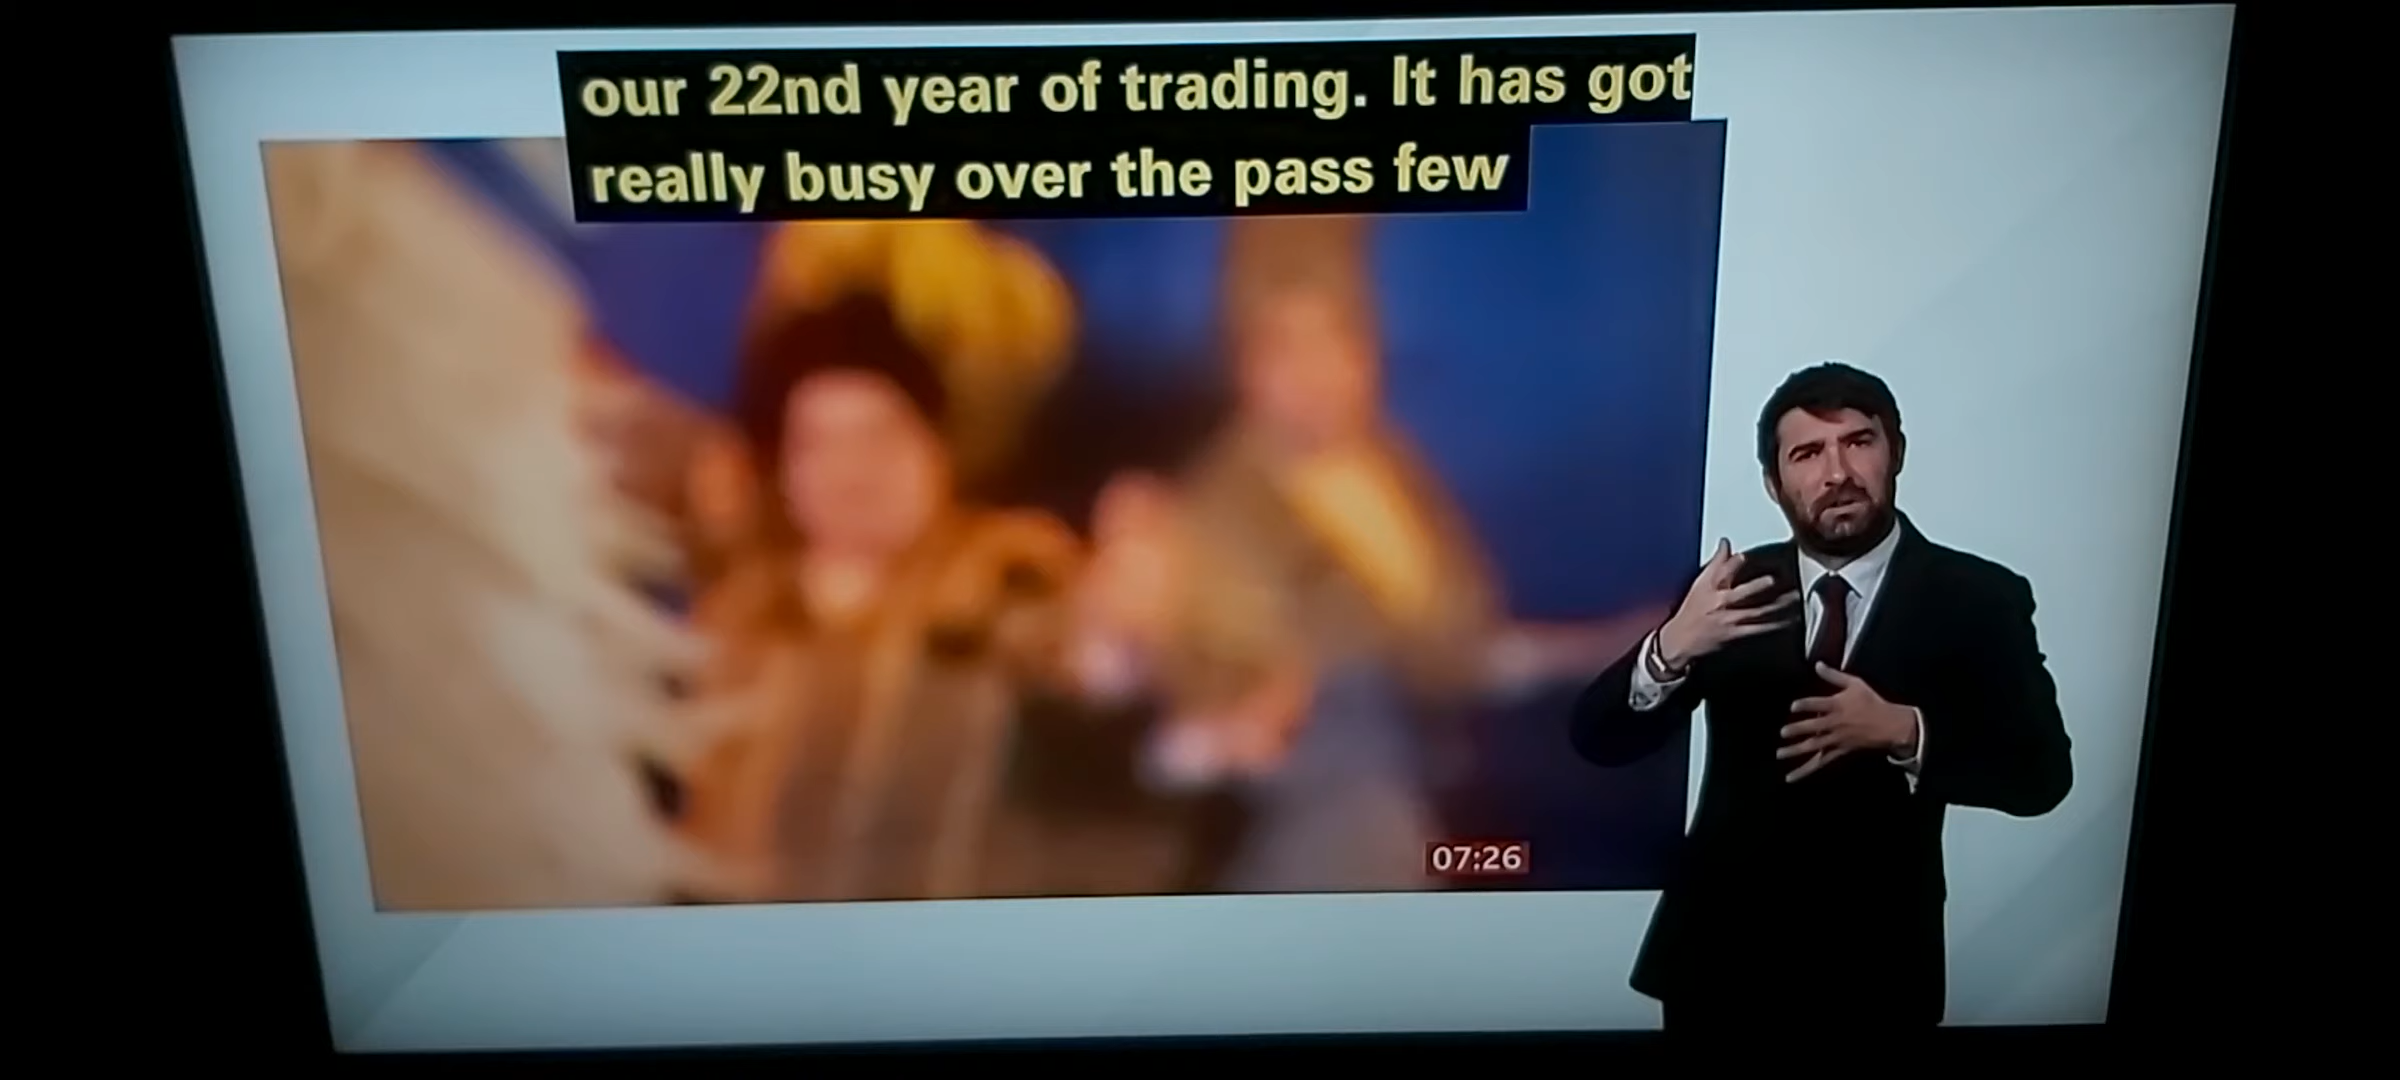 our 22nd year of trading. It has got
really busy over the pass few
07:26